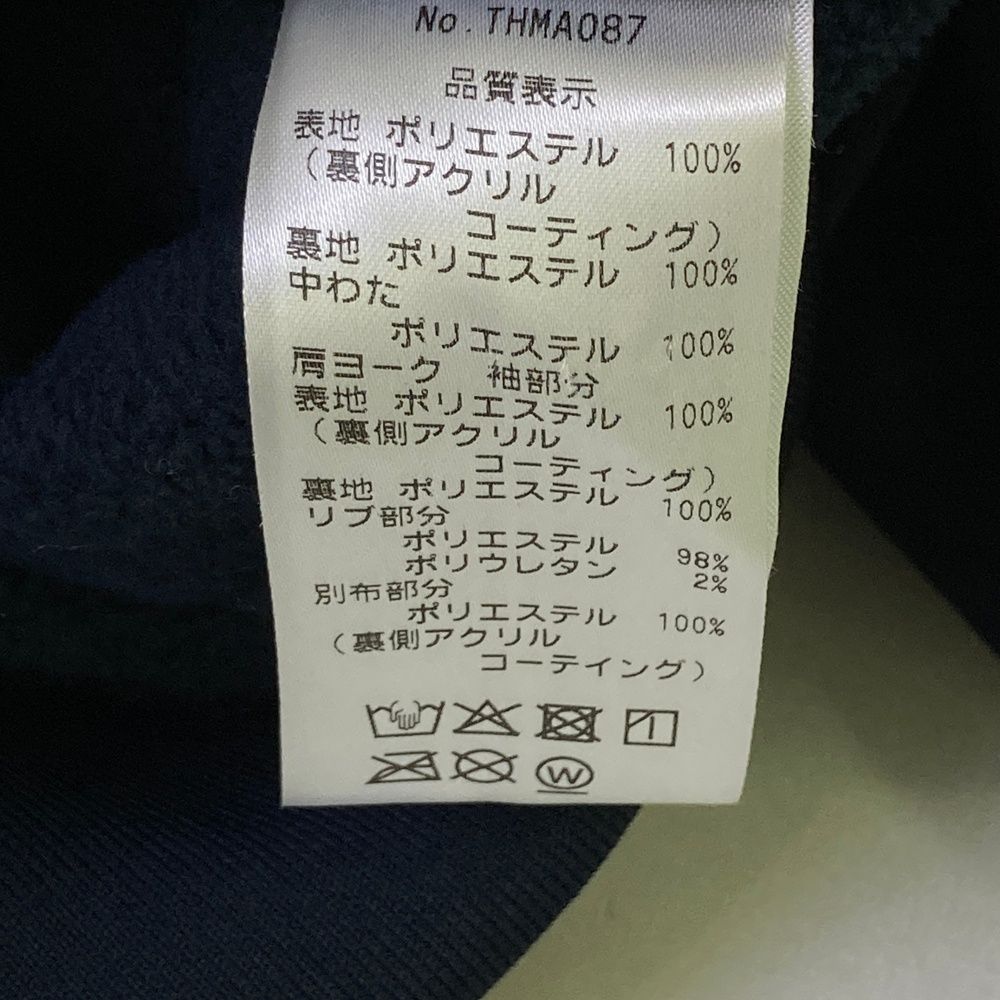 No. THMA087
品質表示
表地 ポリエステル 100%
（裏側アクリル
コーティング）
裏地 ポリエステル 100%
中わた
ポリエステル 100%
肩ヨーク 袖部分
表地 ポリエステル 100%
（裏側アクリル
コーティング）
裏地 ポリエステル 100%
リブ部分
ポリエステル 98%
ポリウレタン 2%
別布部分
ポリエステル 100%
（裏側アクリル
コーテイング）
W